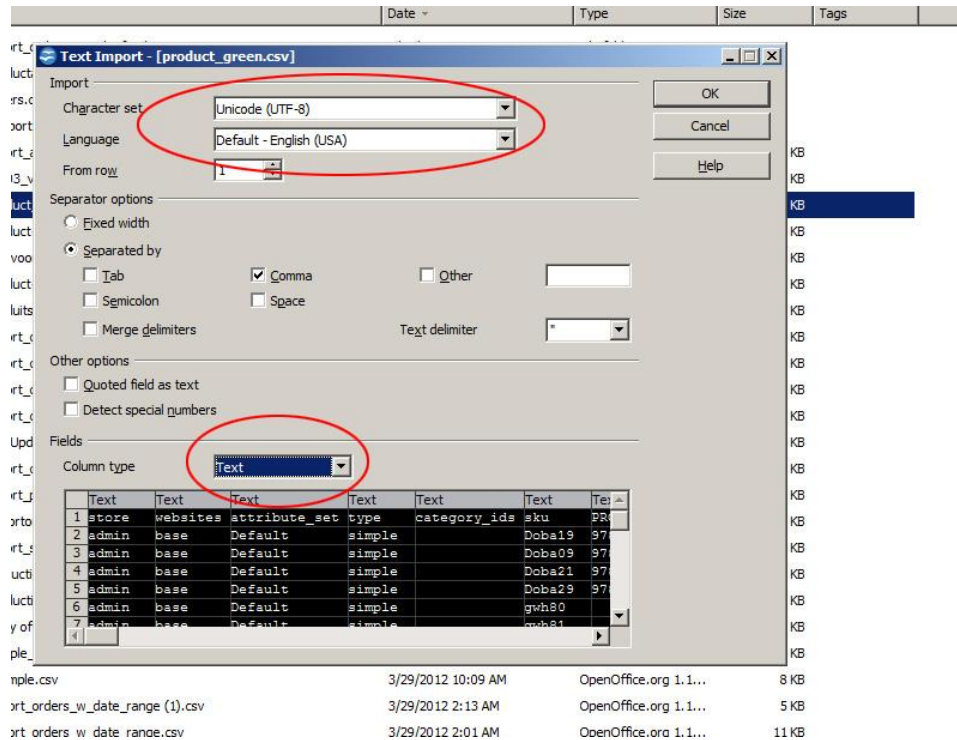 Date Type Size Tags
Text Import - [product_green.csv]
Import
Character set Unicode (UTF-8)
OK
Language Default - English (USA)
Cancel
From row 1
Help
KB
KB
Separator options
KB
Fixed width
KB
Separated by
KB
Tab Comma Other
KB
Semicolon Space
KB
Merge delimiters Text delimiter "
KB
Other options
KB
Quoted field as text
KB
Detect special numbers
KB
Fields
KB
Column type Text
KB
Text Text Text Text Text Text
KB
1 store websites attribute_set type category_ids sku
KB
2 admin base Default simple Doba19
3 admin base Default simple Doba09
KB
4 admin base Default simple Doba21
KB
5 admin base Default simple Doba29
KB
6 admin base Default simple gwh80
7 admin base Default simple gwh81
KB
KB
mple.csv 3/29/2012 10:09 AM OpenOffice.org 1.1... 8 KB
ort_orders_w_date_range (1).csv 3/29/2012 2:13 AM OpenOffice.org 1.1... 5 KB
ort_orders_w_date_range.csv 3/29/2012 2:01 AM OpenOffice.org 1.1... 11 KB